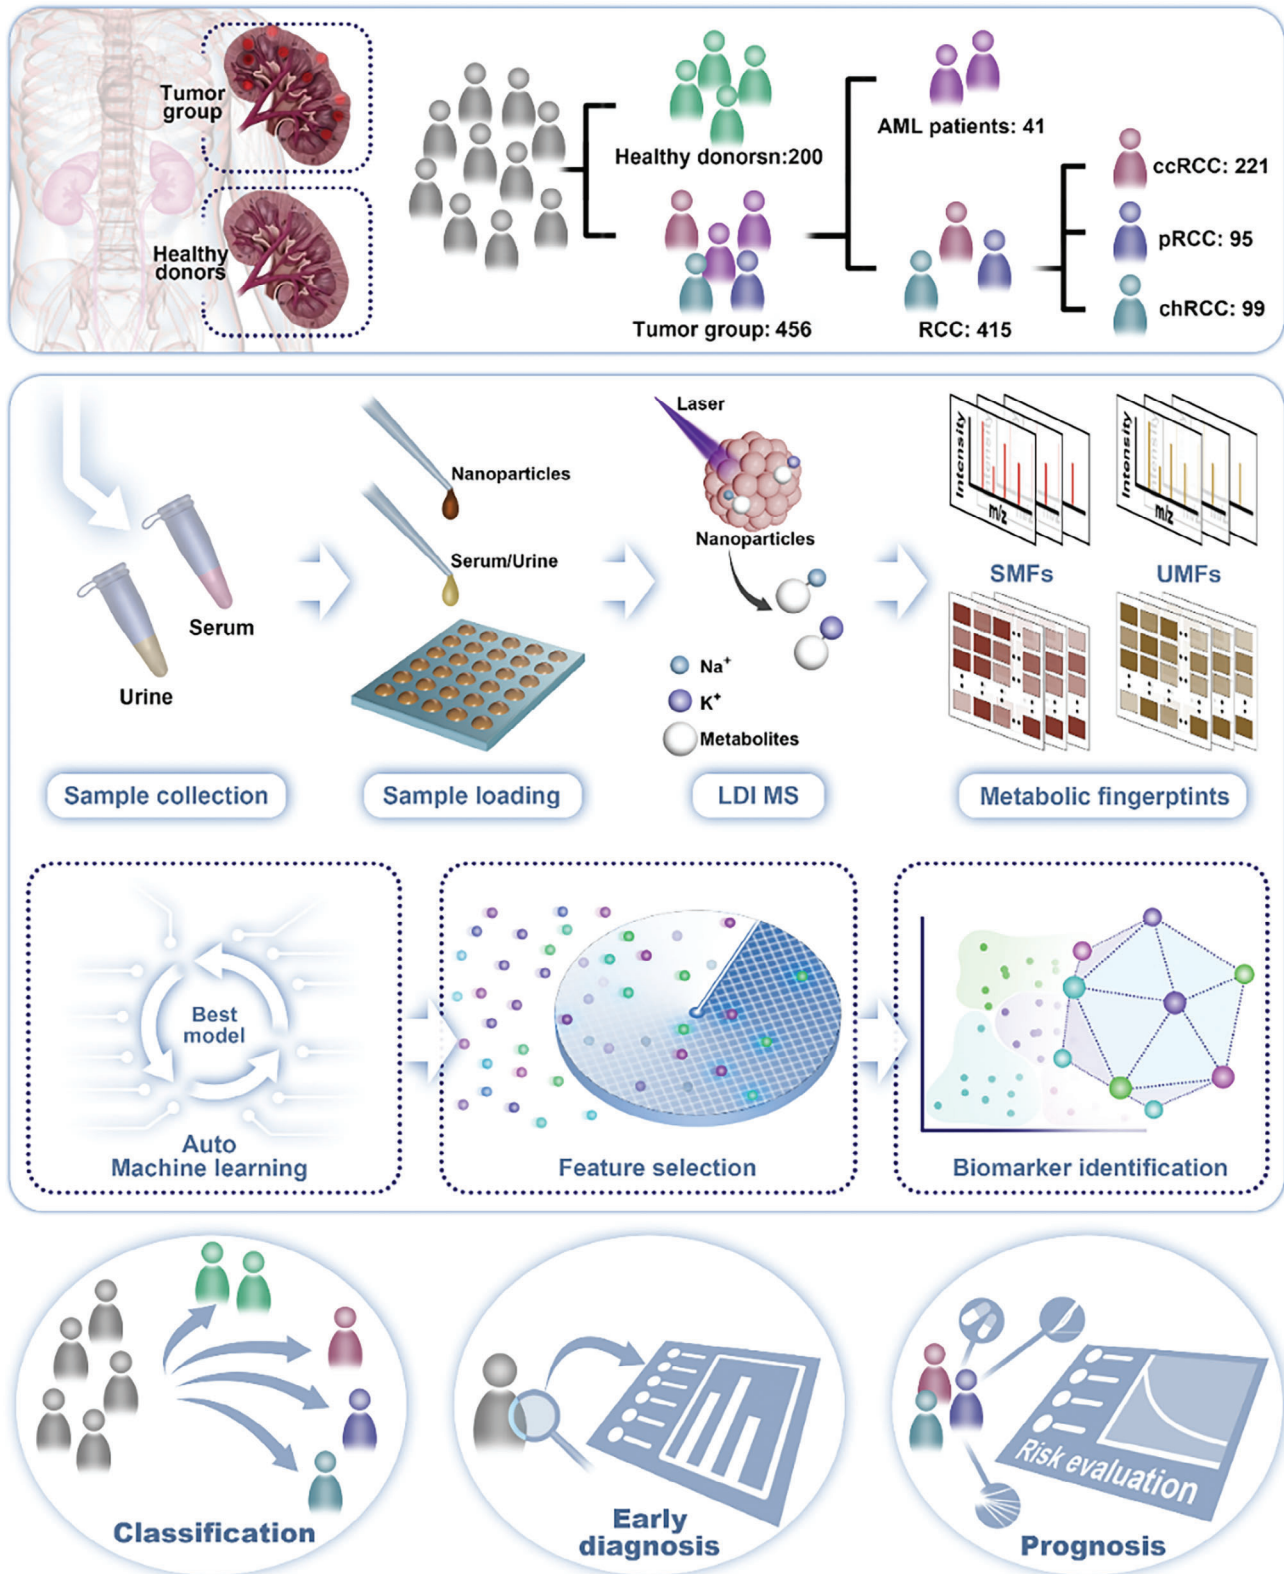 Tumor
group
Healthy
donors
Healthy donorsn:200
Tumor group: 456
AML patients: 41
RCC: 415
ccRCC: 221
pRCC: 95
chRCC: 99
Serum
Urine
Sample collection
Nanoparticles
Serum/Urine
Sample loading
Laser
Nanoparticles
Na⁺
K⁺
Metabolites
LDI MS
Intensity
Intensity
m/z
Intensity
Intensity
m/z
SMFs
UMFs
Metabolic fingerptints
Best
model
Auto
Machine learning
Feature selection
Biomarker identification
Classification
Early
diagnosis
Risk evaluation
Prognosis